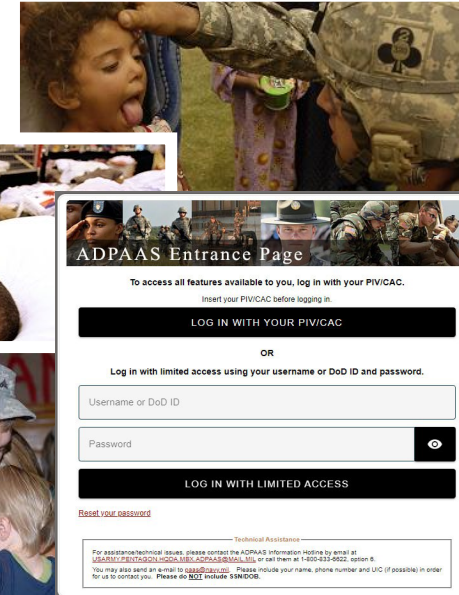 ADPAAS Entrance Page
To access all features available to you, log in with your PIV/CAC.
Insert your PIV/CAC before logging in.
LOG IN WITH YOUR PIV/CAC
OR
Log in with limited access using your username or DoD ID and password.
Username or DoD ID
Password
LOG IN WITH LIMITED ACCESS
Reset your password
Technical Assistance
For assistance/technical issues, please contact the ADPAAS Information Hotline by email at
USARMY.PENTAGON.HQDA.MBX.ADPAAS@MAIL.MIL or call them at 1-800-833-6622, option 6.
You may also send an e-mail to paas@navy.mil. Please include your name, phone number and UIC (if possible) in order
for us to contact you. Please do NOT include SSN/DOB.